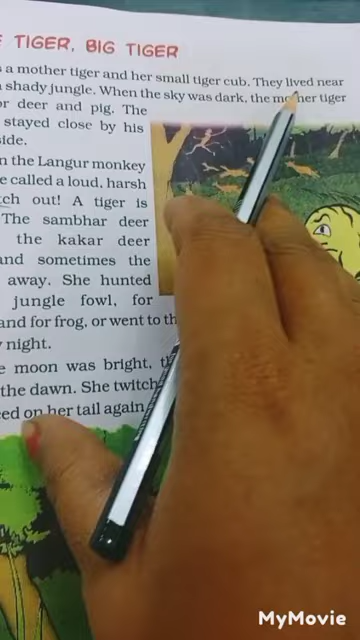 TIGER, BIG TIGER
a mother tiger and her small tiger cub. They lived near
shady jungle. When the sky was dark, the mother tiger
or deer and pig. The
stayed close by his
side.
n the Langur monkey
e called a loud, harsh
tch out! A tiger is
The sambhar deer
the kakar deer
and sometimes the
away. She hunted
jungle fowl, for
and for frog, or went to th
night.
e moon was bright, th
the dawn. She twitch
ed on her tail again
MyMovie